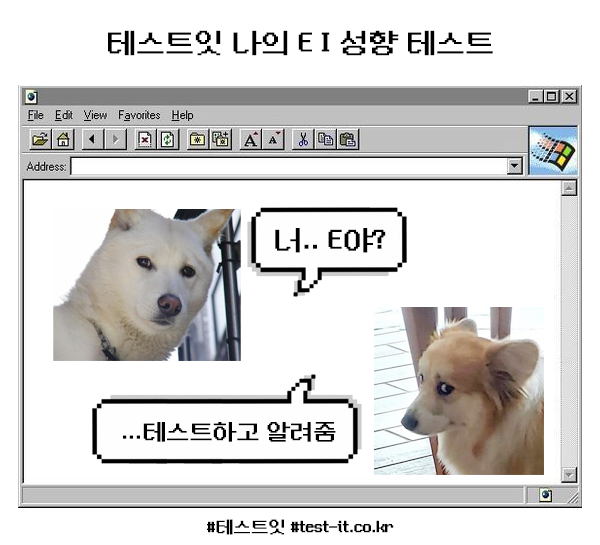 테스트잇 나의 E I 성향 테스트
File Edit View Favorites Help
Address:
너.. E야?
...테스트하고 알려줌
#테스트잇 #test-it.co.kr